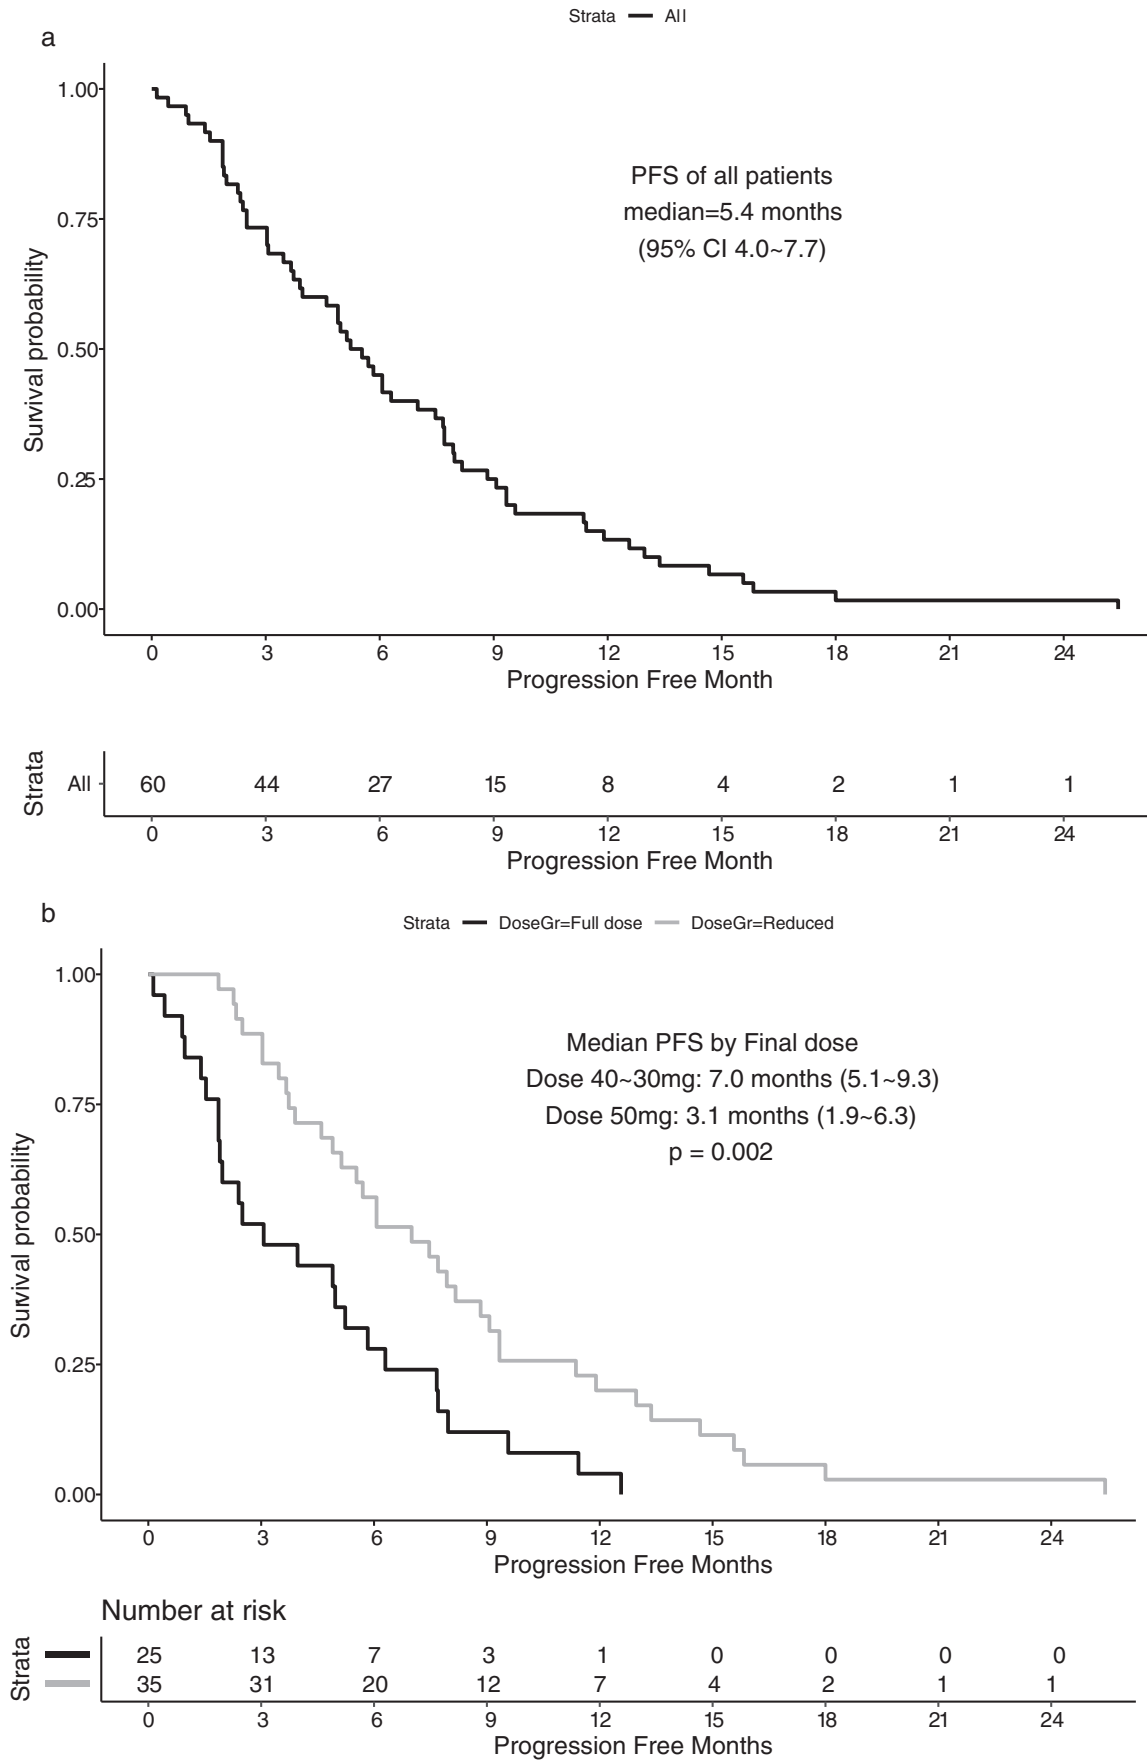 Strata All
a
1.00
0.75
0.50
0.25
0.00
Survival probability
PFS of all patients
median=5.4 months
(95% CI 4.0~7.7)
0 3 6 9 12 15 18 21 24
Progression Free Month
Strata
All 60 44 27 15 8 4 2 1 1
0 3 6 9 12 15 18 21 24
Progression Free Month
b
Strata DoseGr=Full dose DoseGr=Reduced
1.00
0.75
0.50
0.25
0.00
Survival probability
Median PFS by Final dose
Dose 40~30mg: 7.0 months (5.1~9.3)
Dose 50mg: 3.1 months (1.9~6.3)
p = 0.002
0 3 6 9 12 15 18 21 24
Progression Free Months
Number at risk
Strata
25 13 7 3 1 0 0 0 0
35 31 20 12 7 4 2 1 1
0 3 6 9 12 15 18 21 24
Progression Free Months